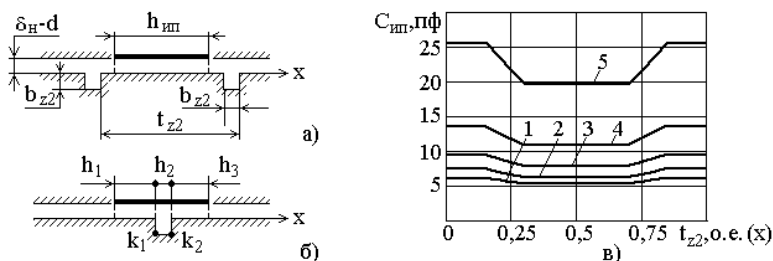 δн-d
hип
x
bz2
bz2
tz2
а)
h1 h2 h3
x
k1 k2
б)
Cип,пф
25
20
15
10
5
5
1 2 3 4
0 0,25 0,5 0,75 tz2,о.е. (x)
в)